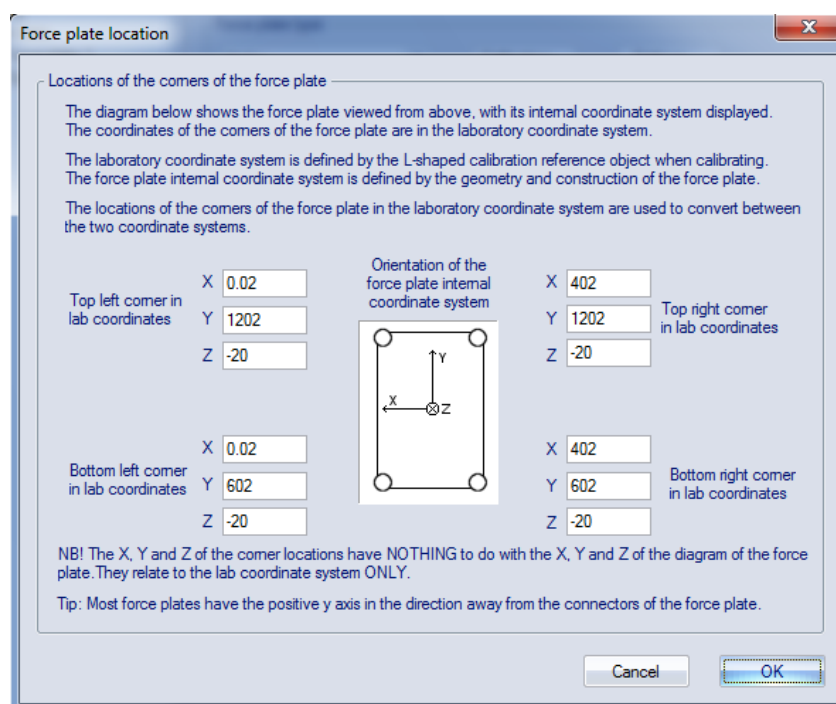 Force plate location
X
Locations of the corners of the force plate
The diagram below shows the force plate viewed from above, with its internal coordinate system displayed.
The coordinates of the corners of the force plate are in the laboratory coordinate system.
The laboratory coordinate system is defined by the L-shaped calibration reference object when calibrating.
The force plate internal coordinate system is defined by the geometry and construction of the force plate.
The locations of the corners of the force plate in the laboratory coordinate system are used to convert between
the two coordinate systems.
Top left corner in
lab coordinates
X 0.02
Y 1202
Z -20
Orientation of the
force plate internal
coordinate system
Y
X
Z
X 402
Y 1202
Z -20
Top right corner
in lab coordinates
Bottom left corner
in lab coordinates
X 0.02
Y 602
Z -20
X 402
Y 602
Z -20
Bottom right corner
in lab coordinates
NB! The X, Y and Z of the corner locations have NOTHING to do with the X, Y and Z of the diagram of the force
plate.They relate to the lab coordinate system ONLY.
Tip: Most force plates have the positive y axis in the direction away from the connectors of the force plate.
Cancel
OK